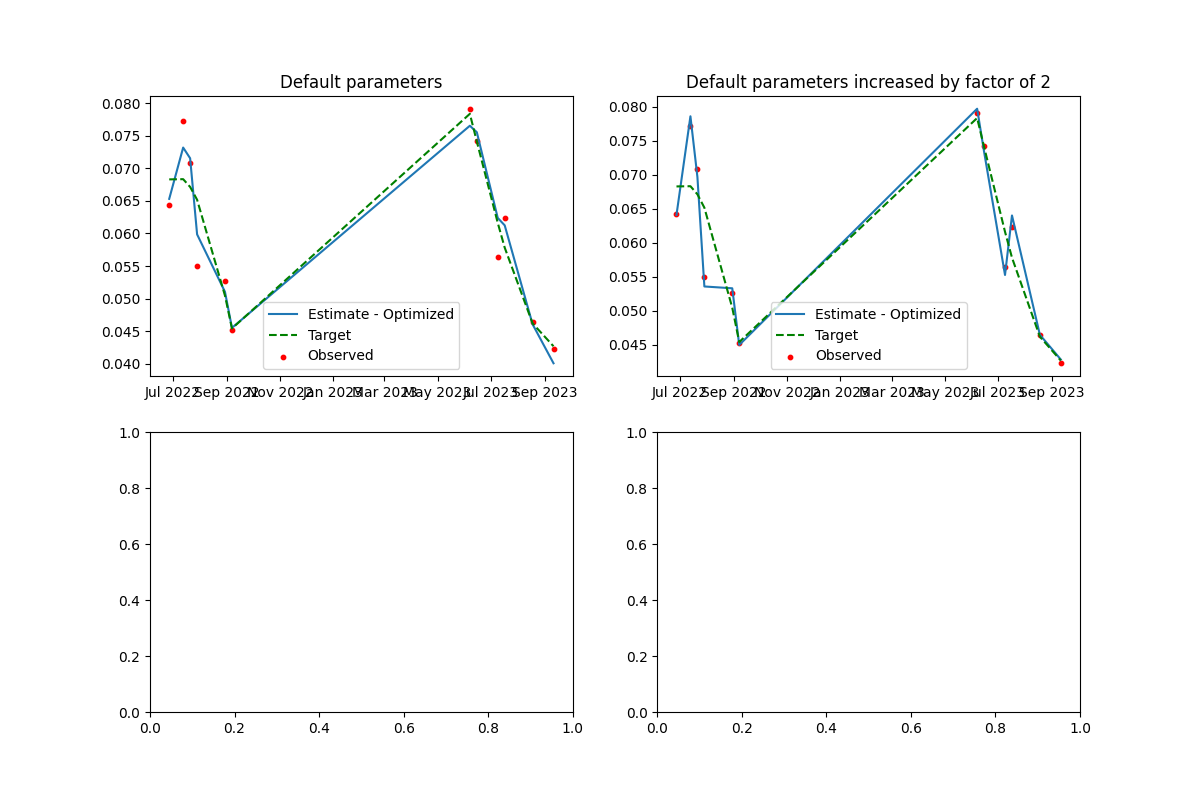 Default parameters
Default parameters increased by factor of 2
0.080
0.075
0.070
0.065
0.060
0.055
0.050
0.045
0.040
Estimate - Optimized
Target
Observed
Jul 2022 Sep 2022 Nov 2022 Jan 2023 Mar 2023 May 2023 Jul 2023 Sep 2023
0.080
0.075
0.070
0.065
0.060
0.055
0.050
0.045
Estimate - Optimized
Target
Observed
Jul 2022 Sep 2022 Nov 2022 Jan 2023 Mar 2023 May 2023 Jul 2023 Sep 2023
1.0
0.8
0.6
0.4
0.2
0.0
0.0 0.2 0.4 0.6 0.8 1.0
1.0
0.8
0.6
0.4
0.2
0.0
0.0 0.2 0.4 0.6 0.8 1.0